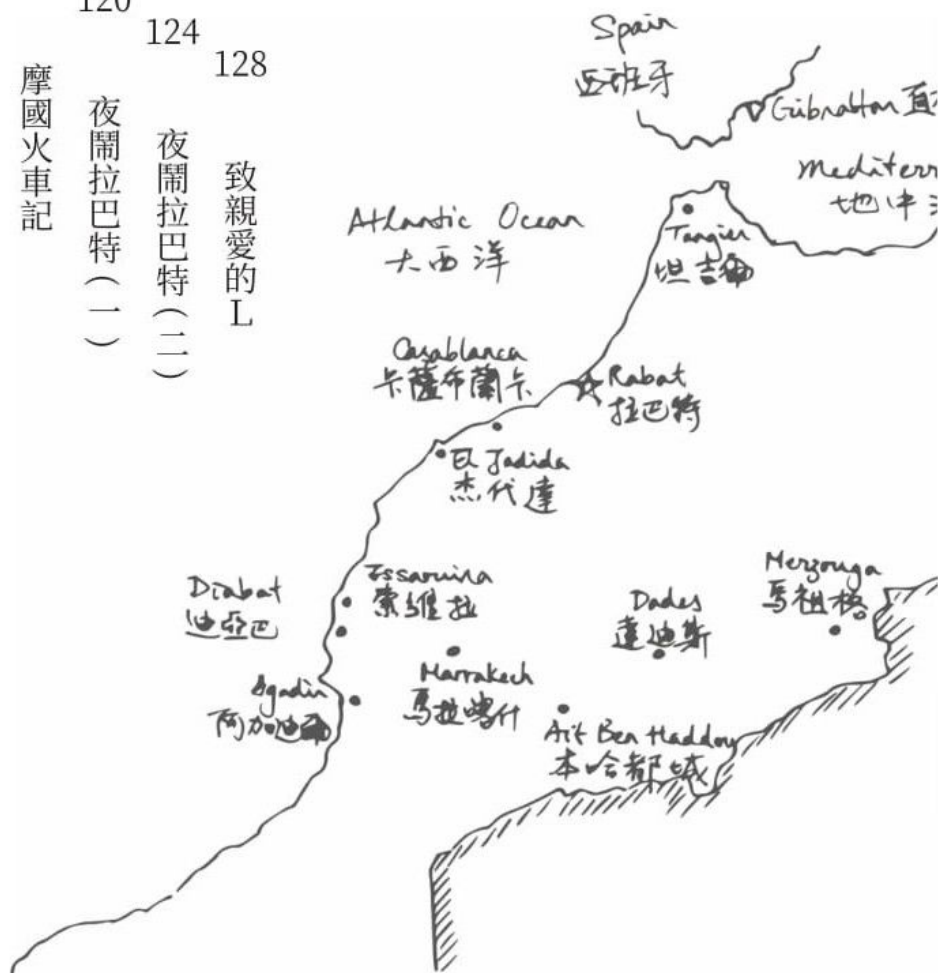 120
摩國火車記
124
夜鬧拉巴特（一）
128
夜鬧拉巴特（二）
致親愛的L
Spain
西班牙
Gibraltar 直
Mediterr
地中
Atlantic Ocean
大西洋
Tangier
坦吉爾
Casablanca
卡薩布蘭卡
Rabat
拉巴特
El Jadida
杰代達
Diabat
迪亞巴
Essaouira
索維拉
Merzouga
馬祖格
Dades
達迪斯
Marrakech
馬拉喀什
Agadir
阿加迪爾
Ait Ben Haddou
本哈都城